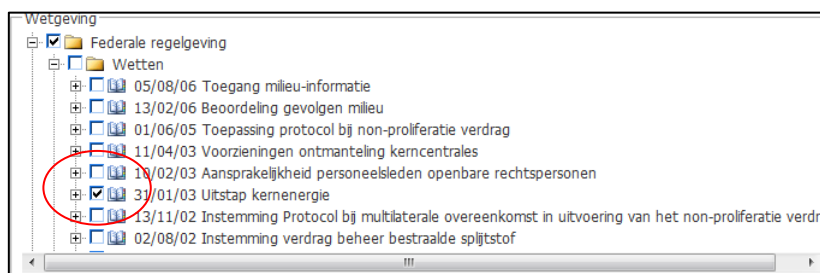 Wetgeving
Federale regelgeving
Wetten
05/08/06 Toegang milieu-informatie
13/02/06 Beoordeling gevolgen milieu
01/06/05 Toepassing protocol bij non-proliferatie verdrag
11/04/03 Voorzieningen ontmanteling kerncentrales
10/02/03 Aansprakelijkheid personeelsleden openbare rechtspersonen
31/01/03 Uitstap kernenergie
13/11/02 Instemming Protocol bij multilaterale overeenkomst in uitvoering van het non-proliferatie verdr
02/08/02 Instemming verdrag beheer bestraalde splijtstof